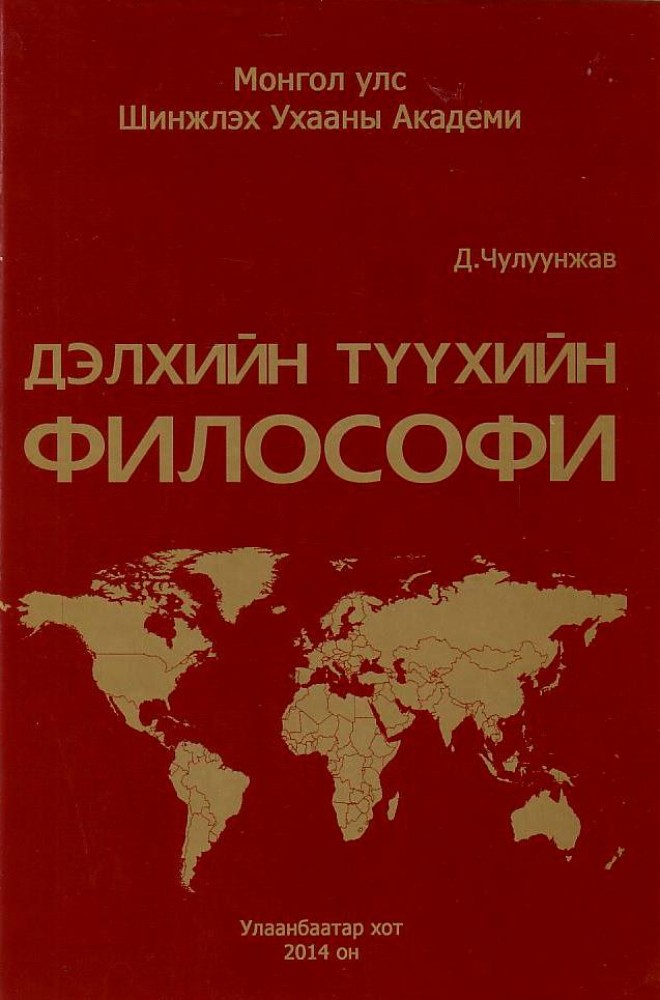 Монгол улс
Шинжлэх Ухааны Академи
Д.Чулуунжав
ДЭЛХИЙН ТҮҮХИЙН
ФИЛОСОФИ
Улаанбаатар хот
2014 он